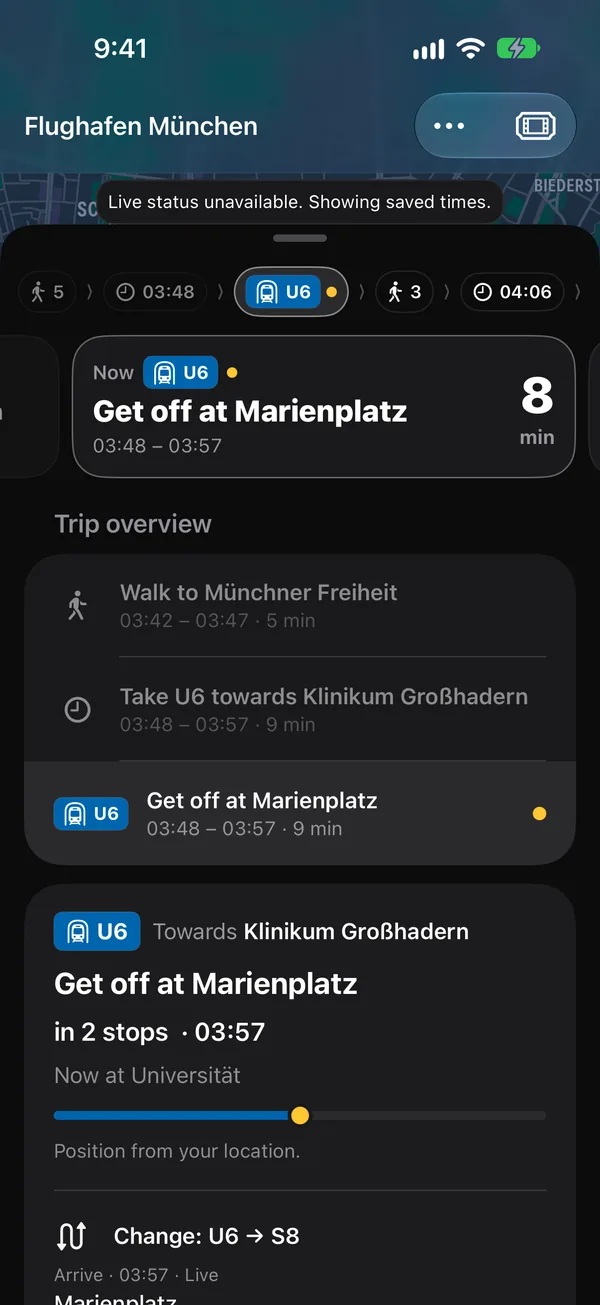 9:41
Flughafen München
BIEDERST
SC
Live status unavailable. Showing saved times.
5 03:48 U6 3 04:06
Now U6
Get off at Marienplatz
03:48 – 03:57
8
min
Trip overview
Walk to Münchner Freiheit
03:42 – 03:47 · 5 min
Take U6 towards Klinikum Großhadern
03:48 – 03:57 · 9 min
U6
Get off at Marienplatz
03:48 – 03:57 · 9 min
U6 Towards Klinikum Großhadern
Get off at Marienplatz
in 2 stops · 03:57
Now at Universität
Position from your location.
Change: U6 → S8
Arrive · 03:57 · Live
Marienplatz